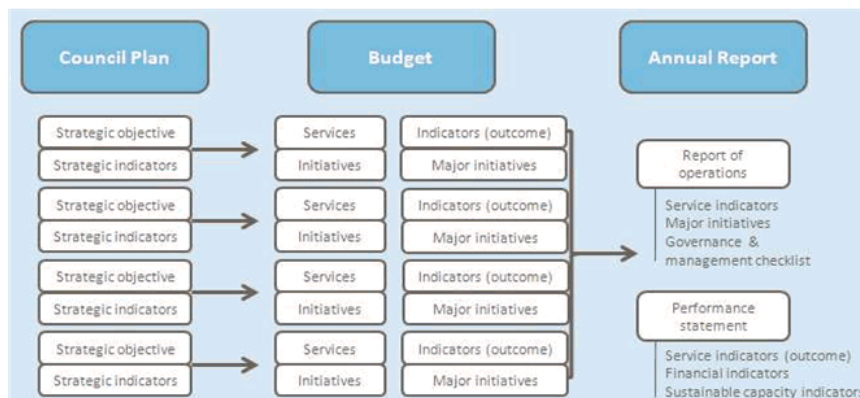 Council Plan
Budget
Annual Report
Strategic objective
Strategic indicators
Services
Initiatives
Indicators (outcome)
Major initiatives
Strategic objective
Strategic indicators
Services
Initiatives
Indicators (outcome)
Major initiatives
Strategic objective
Strategic indicators
Services
Initiatives
Indicators (outcome)
Major initiatives
Strategic objective
Strategic indicators
Services
Initiatives
Indicators (outcome)
Major initiatives
Report of
operations
Service indicators
Major initiatives
Governance &
management checklist
Performance
statement
Service indicators (outcome)
Financial indicators
Sustainable capacity indicators